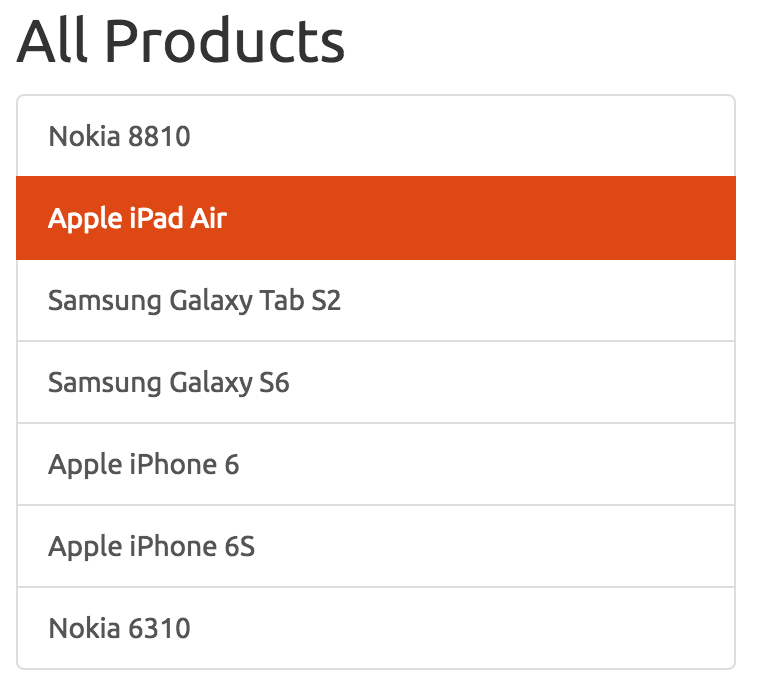 All Products
Nokia 8810
Apple iPad Air
Samsung Galaxy Tab S2
Samsung Galaxy S6
Apple iPhone 6
Apple iPhone 6S
Nokia 6310